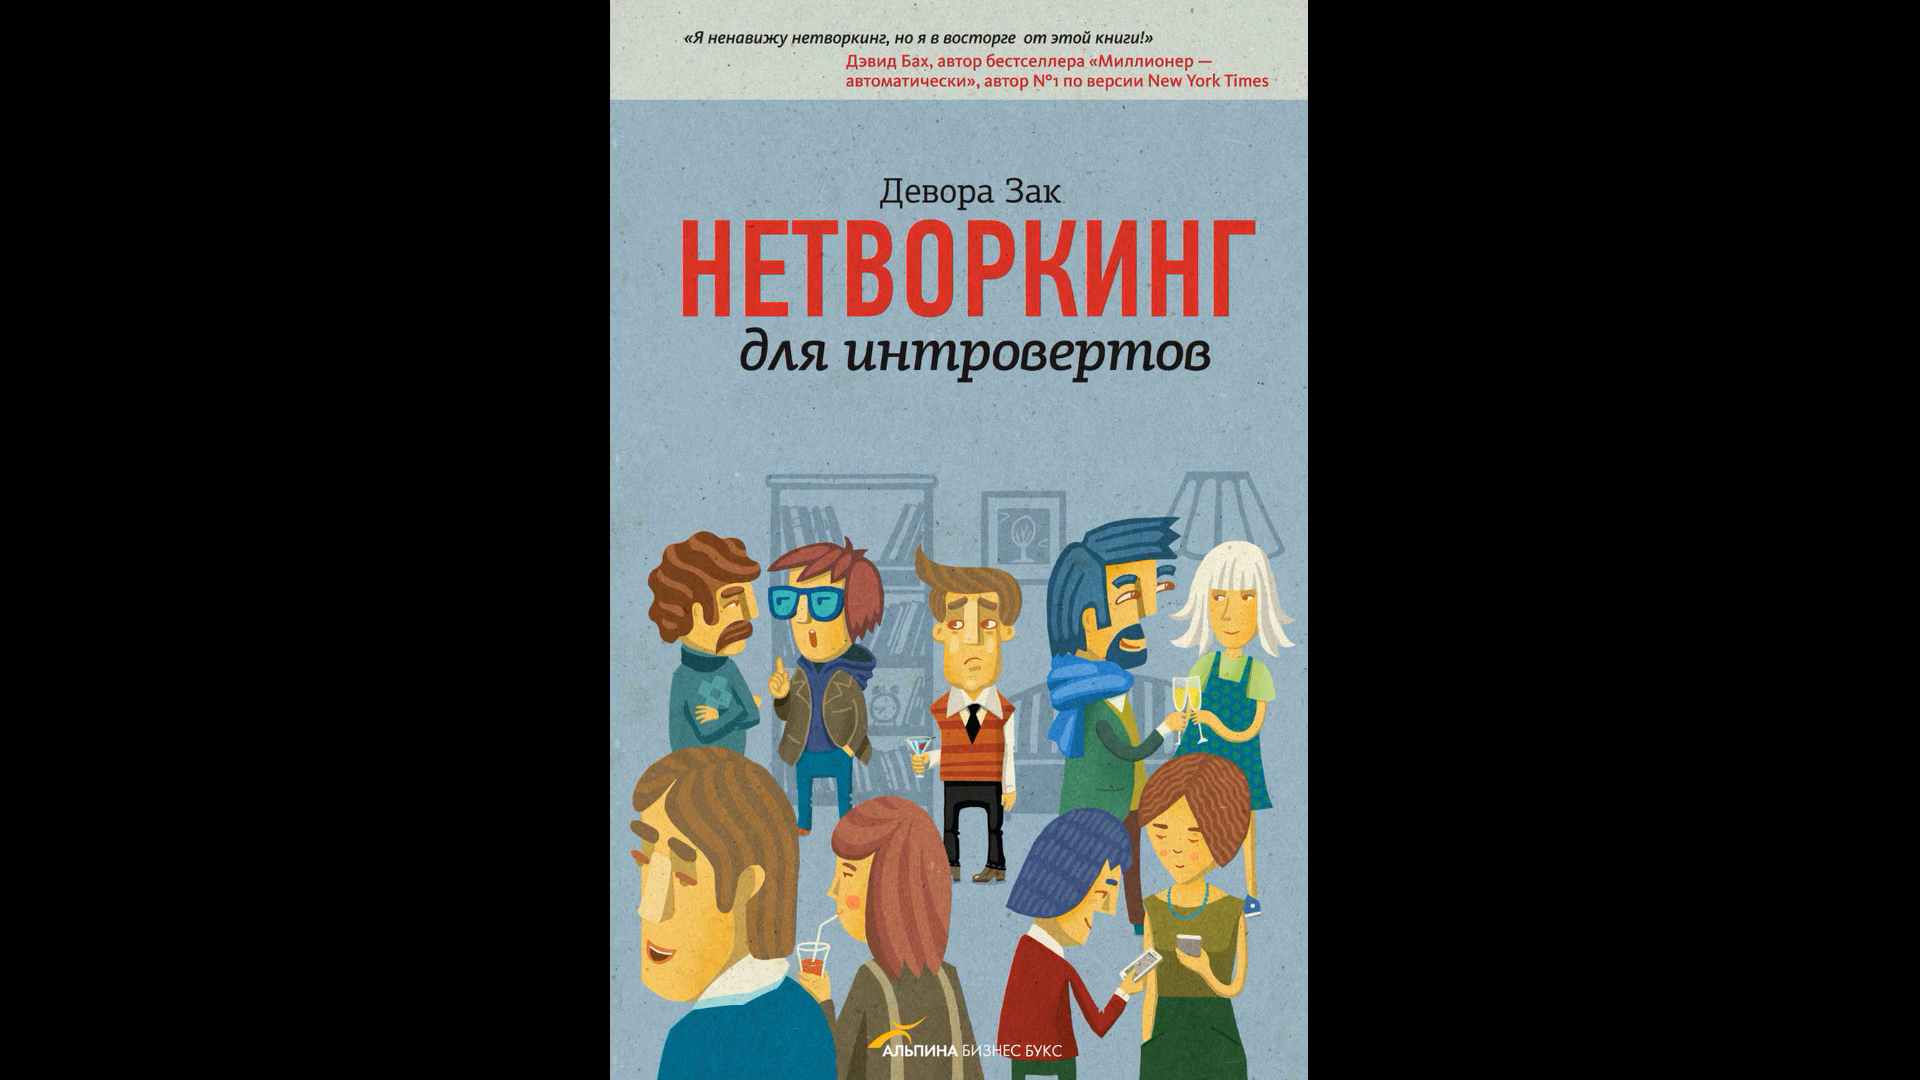 «Я ненавижу нетворкинг, но я в восторге от этой книги!»
Дэвид Бах, автор бестселлера «Миллионер —
автоматически», автор №1 по версии New York Times
Девора Зак
НЕТВОРКИНГ
для интровертов
АЛЬПИНА БИЗНЕС БУКС